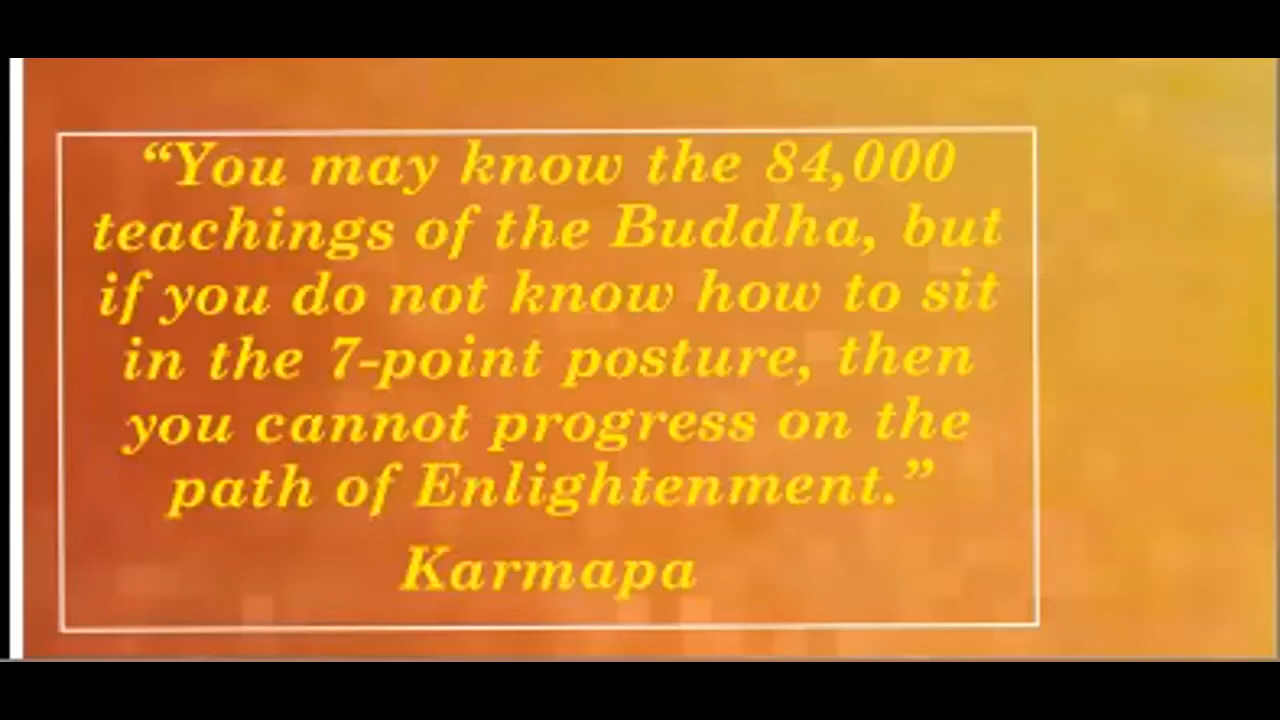 “You may know the 84,000
teachings of the Buddha, but
if you do not know how to sit
in the 7-point posture, then
you cannot progress on the
path of Enlightenment.”
Karmapa